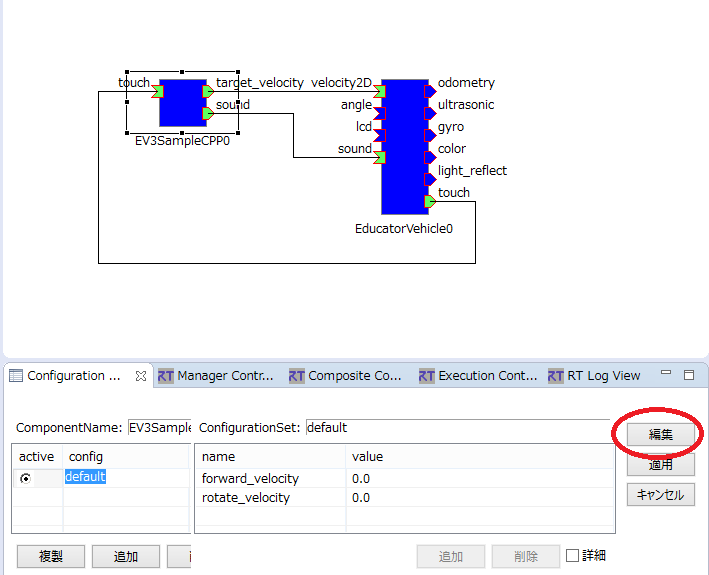 touch
target_velocity
velocity2D
odometry
sound
angle
ultrasonic
lcd
gyro
EV3SampleCPP0
sound
color
light_reflect
touch
EducatorVehicle0
Configuration ...
RT Manager Contr...
RT Composite Co...
RT Execution Cont...
RT RT Log View
ComponentName: EV3Sample
ConfigurationSet: default
編集
active config
name value
適用
default
forward_velocity 0.0
rotate_velocity 0.0
キャンセル
複製
追加
追加
削除
詳細